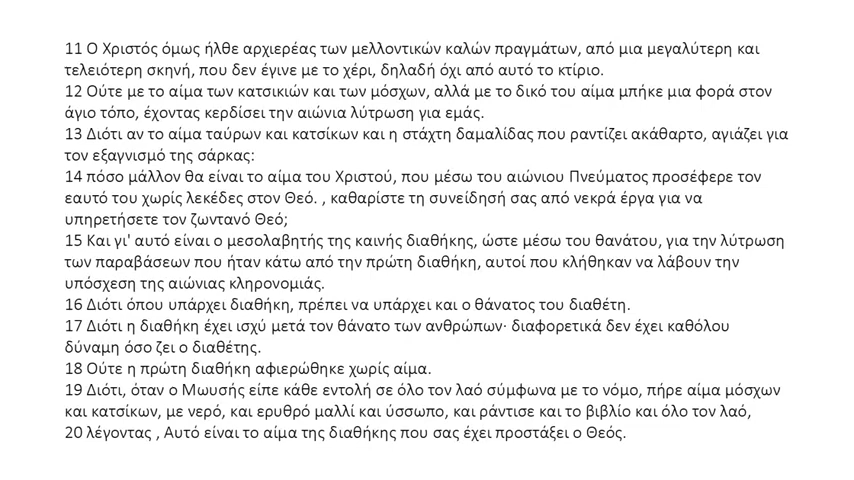 11 Ο Χριστός όμως ήλθε αρχιερέας των μελλοντικών καλών πραγμάτων, από μια μεγαλύτερη και
τελειότερη σκηνή, που δεν έγινε με το χέρι, δηλαδή όχι από αυτό το κτίριο.
12 Ούτε με το αίμα των κατσικιών και των μόσχων, αλλά με το δικό του αίμα μπήκε μια φορά στον
άγιο τόπο, έχοντας κερδίσει την αιώνια λύτρωση για εμάς.
13 Διότι αν το αίμα ταύρων και κατσίκων και η στάχτη δαμαλίδας που ραντίζει ακάθαρτο, αγιάζει για
τον εξαγνισμό της σάρκας:
14 πόσο μάλλον θα είναι το αίμα του Χριστού, που μέσω του αιώνιου Πνεύματος προσέφερε τον
εαυτό του χωρίς λεκέδες στον Θεό. , καθαρίστε τη συνείδησή σας από νεκρά έργα για να
υπηρετήσετε τον ζωντανό Θεό;
15 Και γι' αυτό είναι ο μεσολαβητής της καινής διαθήκης, ώστε μέσω του θανάτου, για την λύτρωση
των παραβάσεων που ήταν κάτω από την πρώτη διαθήκη, αυτοί που κλήθηκαν να λάβουν την
υπόσχεση της αιώνιας κληρονομιάς.
16 Διότι όπου υπάρχει διαθήκη, πρέπει να υπάρχει και ο θάνατος του διαθέτη.
17 Διότι η διαθήκη έχει ισχύ μετά τον θάνατο των ανθρώπων· διαφορετικά δεν έχει καθόλου
δύναμη όσο ζει ο διαθέτης.
18 Ούτε η πρώτη διαθήκη αφιερώθηκε χωρίς αίμα.
19 Διότι, όταν ο Μωυσής είπε κάθε εντολή σε όλο τον λαό σύμφωνα με το νόμο, πήρε αίμα μόσχων
και κατσίκων, με νερό, και ερυθρό μαλλί και ύσσωπο, και ράντισε και το βιβλίο και όλο τον λαό,
20 λέγοντας , Αυτό είναι το αίμα της διαθήκης που σας έχει προστάξει ο Θεός.